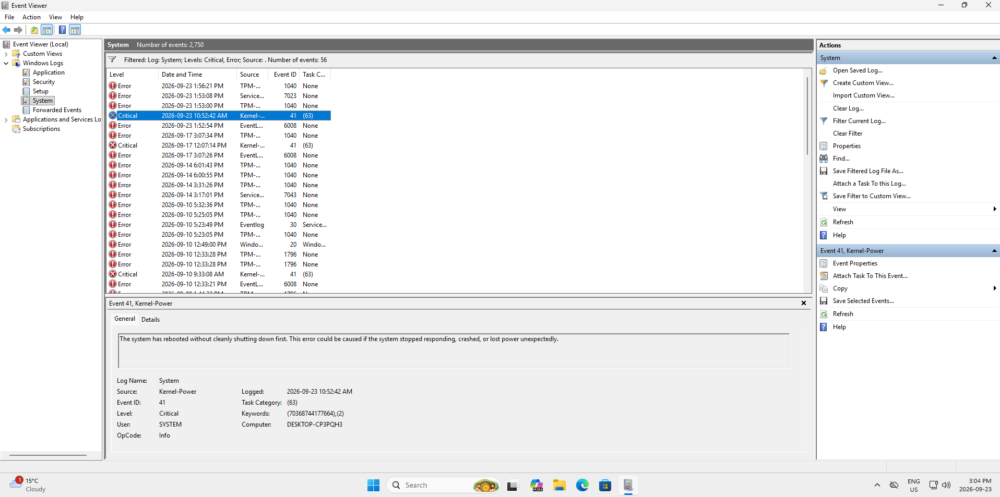 Event Viewer
File Action View Help
Event Viewer (Local)
Custom Views
Windows Logs
Application
Security
Setup
System
Forwarded Events
Applications and Services Lo
Subscriptions
System Number of events: 2,750
Filtered: Log: System; Levels: Critical, Error; Source: . Number of events: 56
Level Date and Time Source Event ID Task C...
Error 2026-09-23 1:56:21 PM TPM-... 1040 None
Error 2026-09-23 1:53:08 PM Service... 7023 None
Error 2026-09-23 1:53:00 PM TPM-... 1040 None
Critical 2026-09-23 10:52:42 AM Kernel-... 41 (63)
Error 2026-09-23 1:52:54 PM EventL... 6008 None
Error 2026-09-17 3:07:34 PM TPM-... 1040 None
Critical 2026-09-17 12:07:14 PM Kernel-... 41 (63)
Error 2026-09-17 3:07:26 PM EventL... 6008 None
Error 2026-09-14 6:01:43 PM TPM-... 1040 None
Error 2026-09-14 6:00:55 PM TPM-... 1040 None
Error 2026-09-14 3:31:26 PM TPM-... 1040 None
Error 2026-09-14 3:17:01 PM Service... 7043 None
Error 2026-09-10 5:32:36 PM TPM-... 1040 None
Error 2026-09-10 5:25:05 PM TPM-... 1040 None
Error 2026-09-10 5:23:49 PM Eventlog 30 Service...
Error 2026-09-10 5:23:05 PM TPM-... 1040 None
Error 2026-09-10 12:49:00 PM Windo... 20 Windo...
Error 2026-09-10 12:33:28 PM TPM-... 1796 None
Error 2026-09-10 12:33:28 PM TPM-... 1796 None
Critical 2026-09-10 9:33:08 AM Kernel-... 41 (63)
Error 2026-09-10 12:33:21 PM EventL... 6008 None
Event 41, Kernel-Power
General Details
The system has rebooted without cleanly shutting down first. This error could be caused if the system stopped responding, crashed, or lost power unexpectedly.
Log Name: System
Source: Kernel-Power Logged: 2026-09-23 10:52:42 AM
Event ID: 41 Task Category: (63)
Level: Critical Keywords: (70368744177664),(2)
User: SYSTEM Computer: DESKTOP-CP3PQH3
OpCode: Info
Actions
System
Open Saved Log...
Create Custom View...
Import Custom View...
Clear Log...
Filter Current Log...
Clear Filter
Properties
Find...
Save Filtered Log File As...
Attach a Task To this Log...
Save Filter to Custom View...
View
Refresh
Help
Event 41, Kernel-Power
Event Properties
Attach Task To This Event...
Copy
Save Selected Events...
Refresh
Help
1
15°C
Cloudy
Search
M365
ENG
US
3:04 PM
2026-09-23